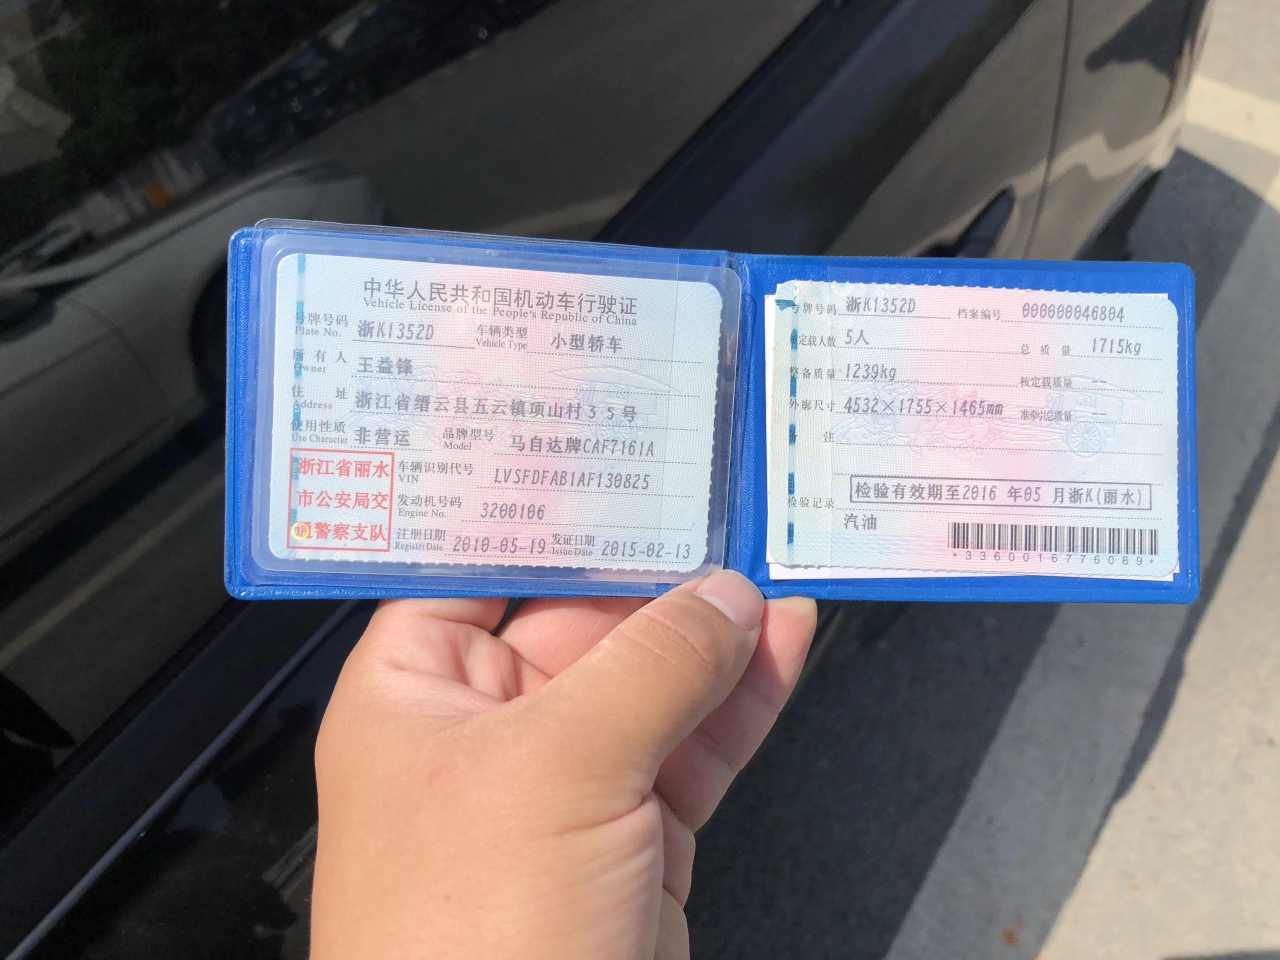 中华人民共和国机动车行驶证
Vehicle License of the People's Republic of China
号牌号码 浙K1352D 车辆类型 小型轿车
Plate No. Vehicle Type
所有人 王益锋
Owner
住址 浙江省缙云县五云镇项山村35号
Address
使用性质 非营运 品牌型号 马自达牌CAF7161A
Use Character Model
浙江省丽水
市公安局交
通警察支队
车辆识别代号 LVSFDFAB1AF130825
VIN
发动机号码 3200106
Engine No.
注册日期 2010-05-19 发证日期 2015-02-13
Register Date Issue Date
号牌号码 浙K1352D 档案编号 000000046804
核定载人数 5人 总质量 1715kg
整备质量 1239kg 核定载质量 --
外廓尺寸 4532×1755×1465mm 准牵引总质量 --
备注
检验记录 检验有效期至2016 年05 月浙K(丽水)
汽油
*3360016776089*